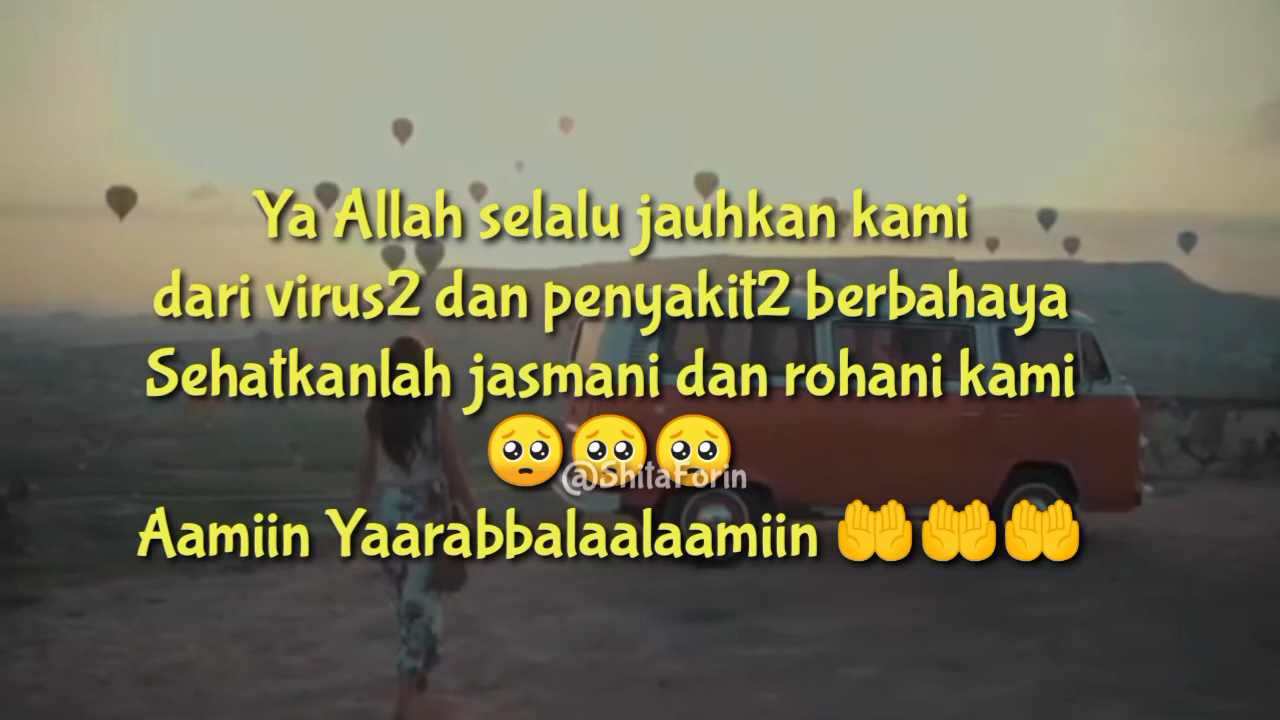 Ya Allah selalu jauhkan kami
dari virus2 dan penyakit2 berbahaya
Sehatkanlah jasmani dan rohani kami
🥺🥺🥺
@ShitaForin
Aamiin Yaarabbalaalaamiin 🤲🤲🤲